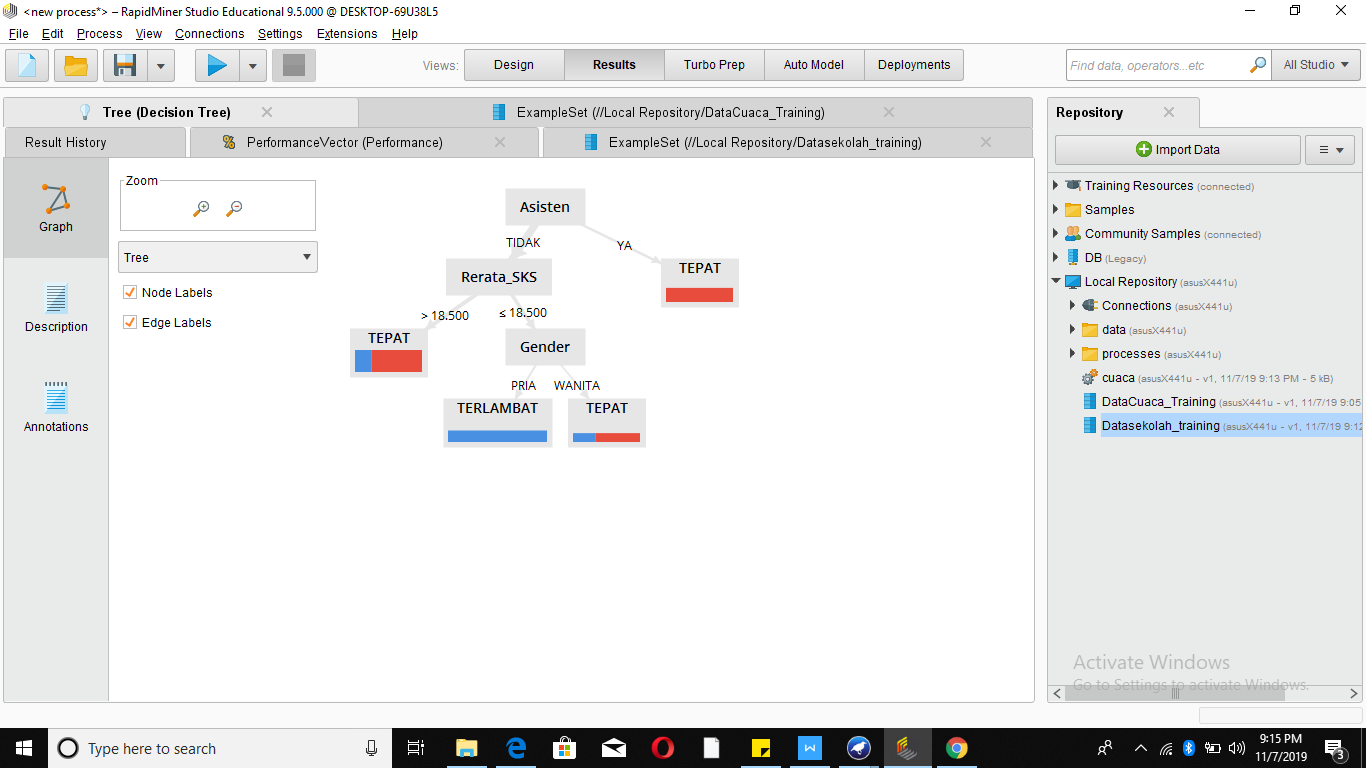 <new process*> – RapidMiner Studio Educational 9.5.000 @ DESKTOP-69U38L5
File Edit Process View Connections Settings Extensions Help
Views: Design Results Turbo Prep Auto Model Deployments Find data, operators...etc All Studio
Tree (Decision Tree) ExampleSet (//Local Repository/DataCuaca_Training)
Result History PerformanceVector (Performance) ExampleSet (//Local Repository/Datasekolah_training)
Graph
Description
Annotations
Zoom
Tree
Node Labels
Edge Labels
Asisten
TIDAK YA
Rerata_SKS TEPAT
> 18.500 ≤ 18.500
TEPAT Gender
PRIA WANITA
TERLAMBAT TEPAT
Repository
Import Data
Training Resources (connected)
Samples
Community Samples (connected)
DB (Legacy)
Local Repository (asusX441u)
Connections (asusX441u)
data (asusX441u)
processes (asusX441u)
cuaca (asusX441u - v1, 11/7/19 9:13 PM - 5 kB)
DataCuaca_Training (asusX441u - v1, 11/7/19 9:05
Datasekolah_training (asusX441u - v1, 11/7/19 9:12
Activate Windows
Go to Settings to activate Windows.
Type here to search
9:15 PM
11/7/2019
3